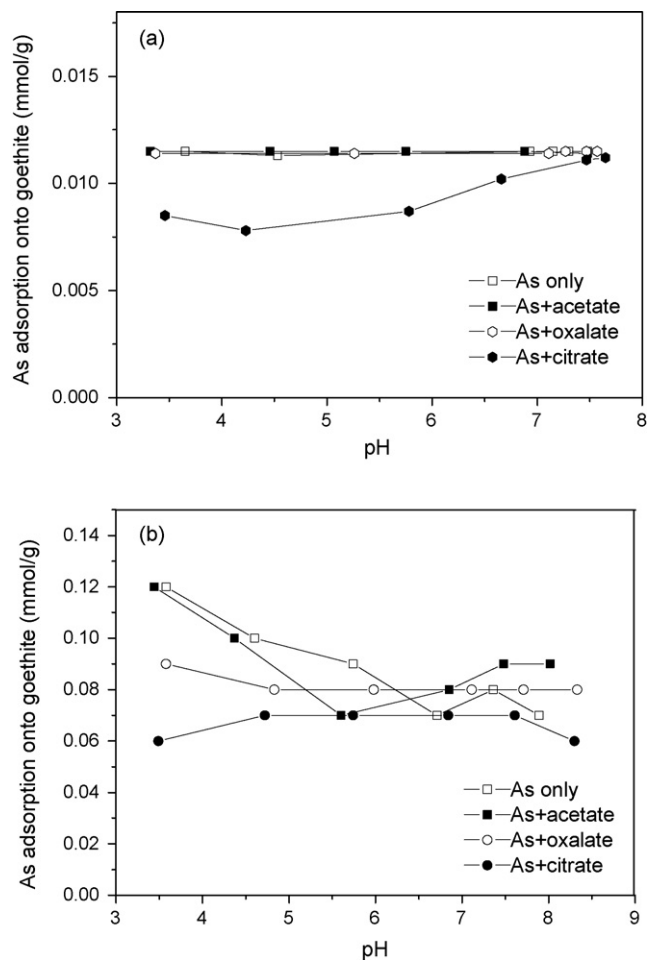 (a)
0.015
0.010
0.005
0.000
As adsorption onto goethite (mmol/g)
As only
As+acetate
As+oxalate
As+citrate
3 4 5 6 7 8
pH
(b)
0.14
0.12
0.10
0.08
0.06
0.04
0.02
0.00
As adsorption onto goethite (mmol/g)
As only
As+acetate
As+oxalate
As+citrate
3 4 5 6 7 8 9
pH